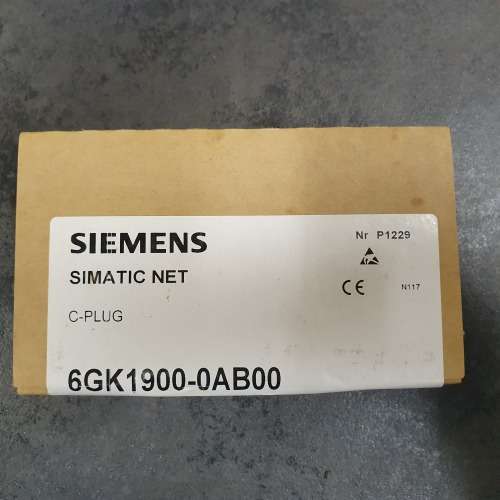 SIEMENS
Nr P1229
SIMATIC NET
CE
N117
C-PLUG
6GK1900-0AB00